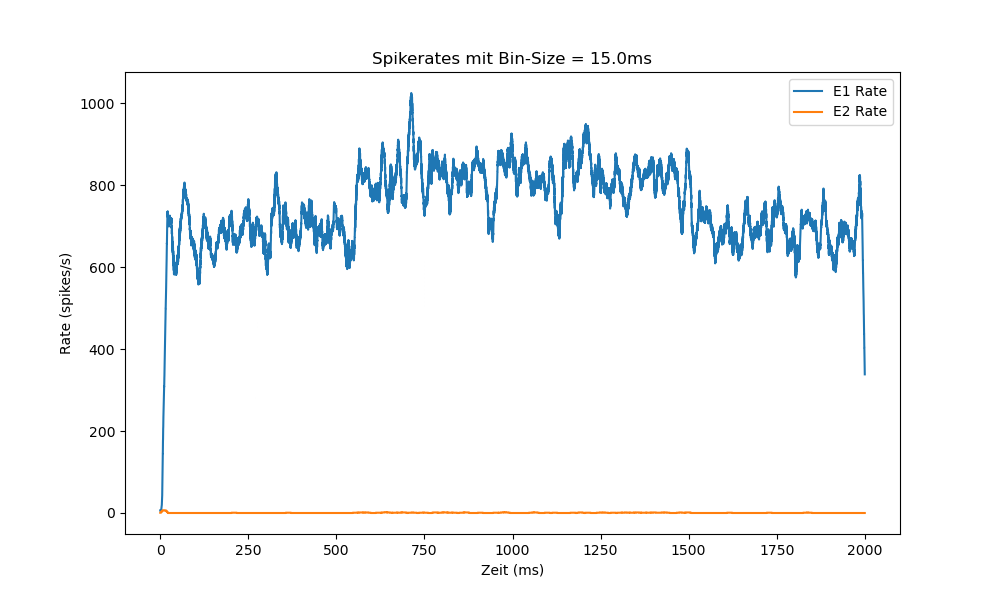 Spikerates mit Bin-Size = 15.0ms
E1 Rate
E2 Rate
Rate (spikes/s)
1000
800
600
400
200
0
0 250 500 750 1000 1250 1500 1750 2000
Zeit (ms)